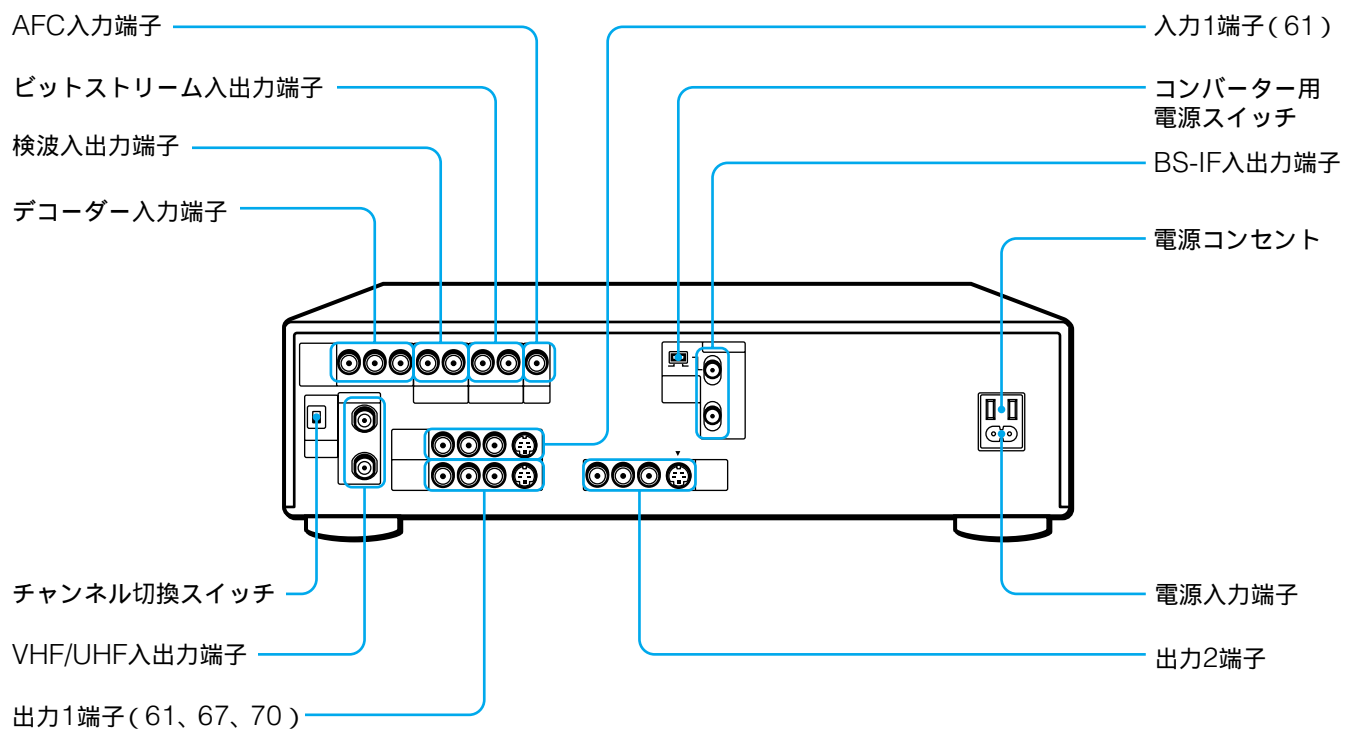 AFC入力端子
ビットストリーム入出力端子
検波入出力端子
デコーダー入力端子
チャンネル切換スイッチ
VHF/UHF入出力端子
出力1端子(61、67、70)
入力1端子(61)
コンバーター用
電源スイッチ
BS-IF入出力端子
電源コンセント
電源入力端子
出力2端子